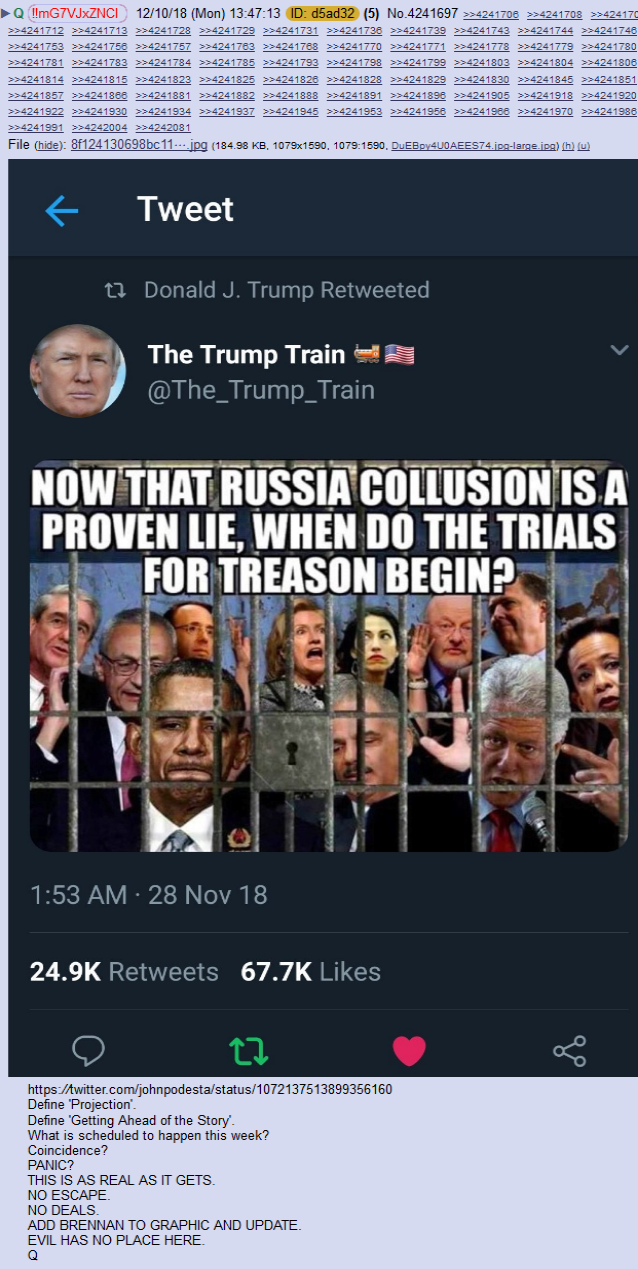 Q !!mG7VJxZNCI 12/10/18 (Mon) 13:47:13 ID: d5ad32 (5) No.4241697 >>4241706 >>4241708
>>4241712 >>4241713 >>4241728 >>4241729 >>4241731 >>4241736 >>4241739 >>4241743 >>4241744 >>4241746
>>4241753 >>4241756 >>4241757 >>4241763 >>4241768 >>4241770 >>4241771 >>4241778 >>4241779 >>4241780
>>4241781 >>4241783 >>4241784 >>4241785 >>4241793 >>4241798 >>4241799 >>4241803 >>4241804 >>4241806
>>4241814 >>4241815 >>4241823 >>4241825 >>4241826 >>4241828 >>4241829 >>4241830 >>4241845 >>4241851
>>4241857 >>4241866 >>4241881 >>4241882 >>4241888 >>4241891 >>4241896 >>4241905 >>4241918 >>4241920
>>4241922 >>4241930 >>4241934 >>4241937 >>4241945 >>4241953 >>4241956 >>4241966 >>4241970 >>4241986
>>4241991 >>4242004 >>4242081
File (hide): 8f124130698bc11⋯.jpg (184.98 KB, 1079x1590, 1079:1590, DuEBpv4U0AEES74.jpg-large.jpg) (h) (u)
Tweet
Donald J. Trump Retweeted
The Trump Train
@The_Trump_Train
NOW THAT RUSSIA COLLUSION IS A
PROVEN LIE, WHEN DO THE TRIALS
FOR TREASON BEGIN?
1:53 AM · 28 Nov 18
24.9K Retweets 67.7K Likes
https://twitter.com/johnpodesta/status/1072137513899356160
Define 'Projection'.
Define 'Getting Ahead of the Story'.
What is scheduled to happen this week?
Coincidence?
PANIC?
THIS IS AS REAL AS IT GETS.
NO ESCAPE.
NO DEALS.
ADD BRENNAN TO GRAPHIC AND UPDATE.
EVIL HAS NO PLACE HERE.
Q